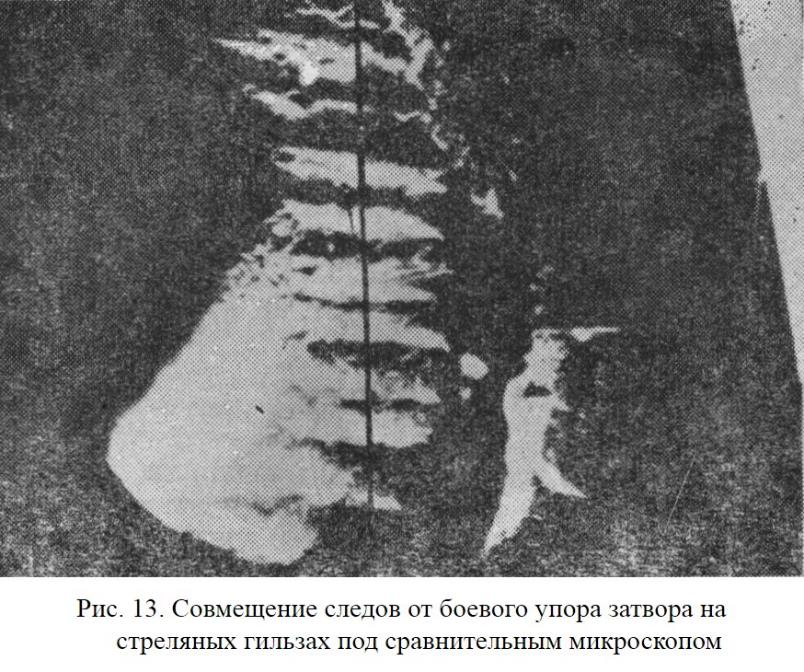 Рис. 13. Совмещение следов от боевого упора затвора на
стреляных гильзах под сравнительным микроскопом